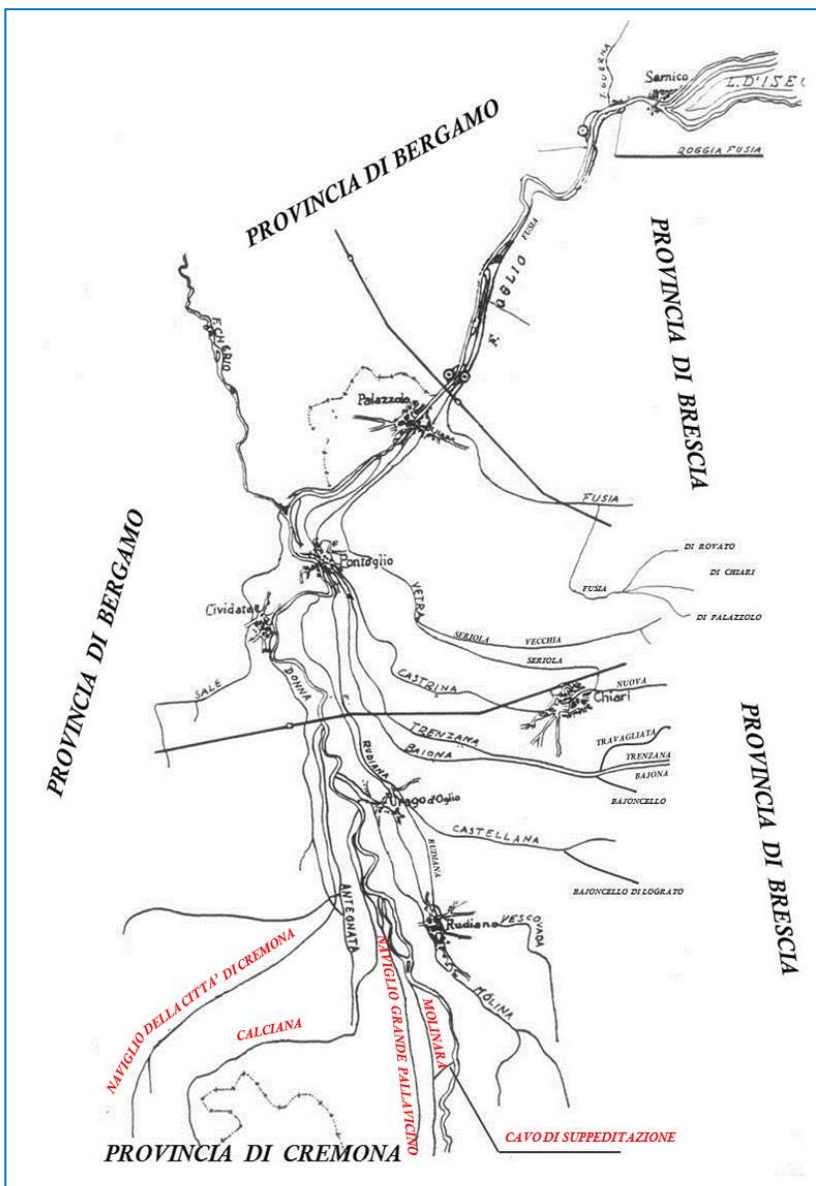 T. GUERNA
Sarnico
L. D'ISEO
ROGGIA FUSIA
PROVINCIA DI BERGAMO
FUSIA
F. OGLIO
PROVINCIA DI BRESCIA
F. CHERIO
Palazzolo
FUSIA
DI ROVATO
DI CHIARI
FUSIA
DI PALAZZOLO
Pontoglio
VETRA
Cividate
SERIOLA VECCHIA
SERIOLA
NUOVA
CASTRINA
Chiari
PROVINCIA DI BERGAMO
SALE
DONNA
TRENZANA
BAIONA
TRAVAGLIATA
TRENZANA
BAJONA
BAJONCELLO
RUDIANA
Urago d'Oglio
CASTELLANA
RUDIANA
BAJONCELLO DI LOGRATO
PROVINCIA DI BRESCIA
ANTEGNATA
Rudiano
VESCOVADA
MOLINA
NAVIGLIO DELLA CITTA' DI CREMONA
CALCIANA
NAVIGLIO GRANDE PALLAVICINO
MOLINARA
CAVO DI SUPPEDITAZIONE
PROVINCIA DI CREMONA